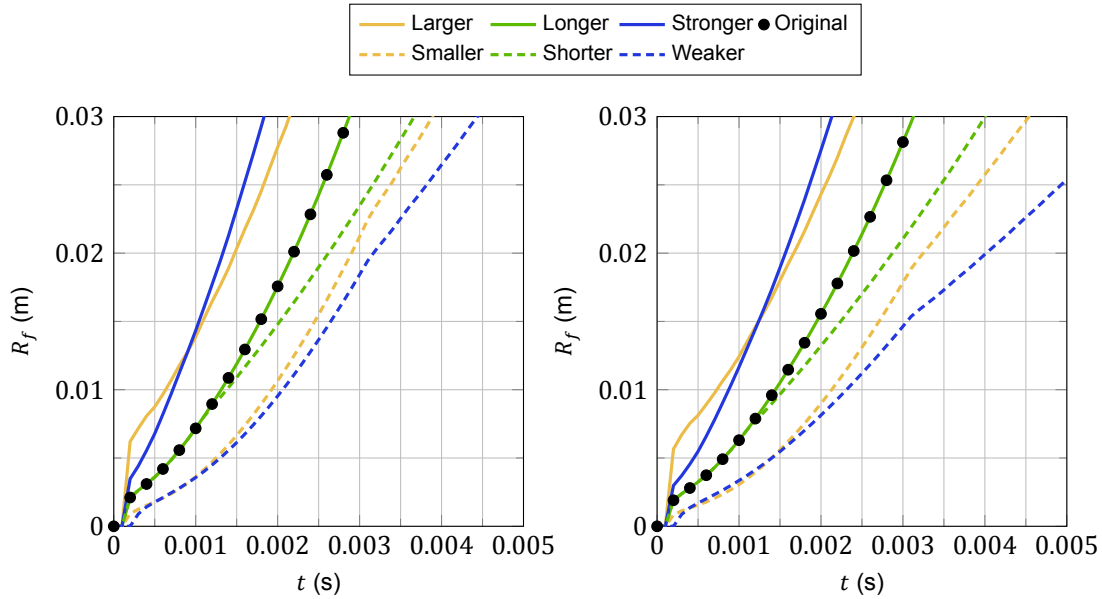 Larger Longer Stronger Original
Smaller Shorter Weaker
0.03 0.03
0.02 0.02
R_f (m) R_f (m)
0.01 0.01
0 0
0 0.001 0.002 0.003 0.004 0.005 0 0.001 0.002 0.003 0.004 0.005
t (s) t (s)